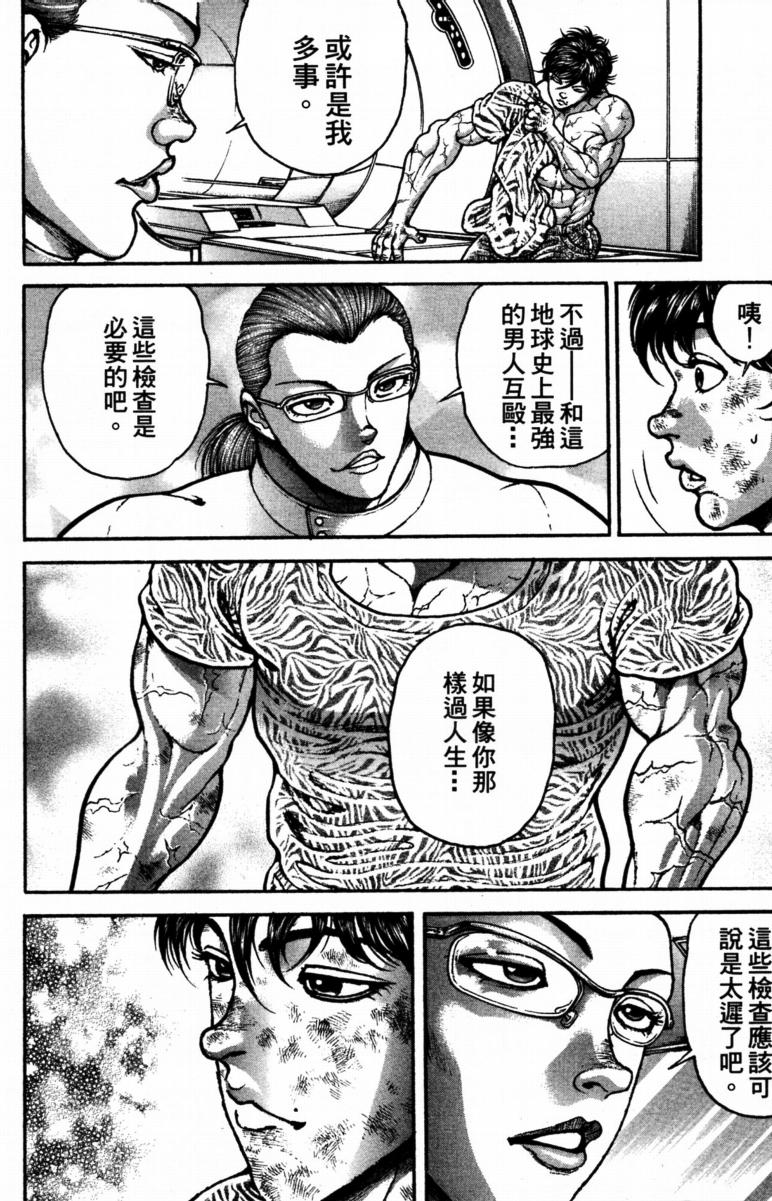 或許是我
多事。
咦！
不過──和這
地球史上最強
的男人互毆…
這些檢查是
必要的吧。
如果像你那
樣過人生…
這些檢查應該可
說是太遲了吧。